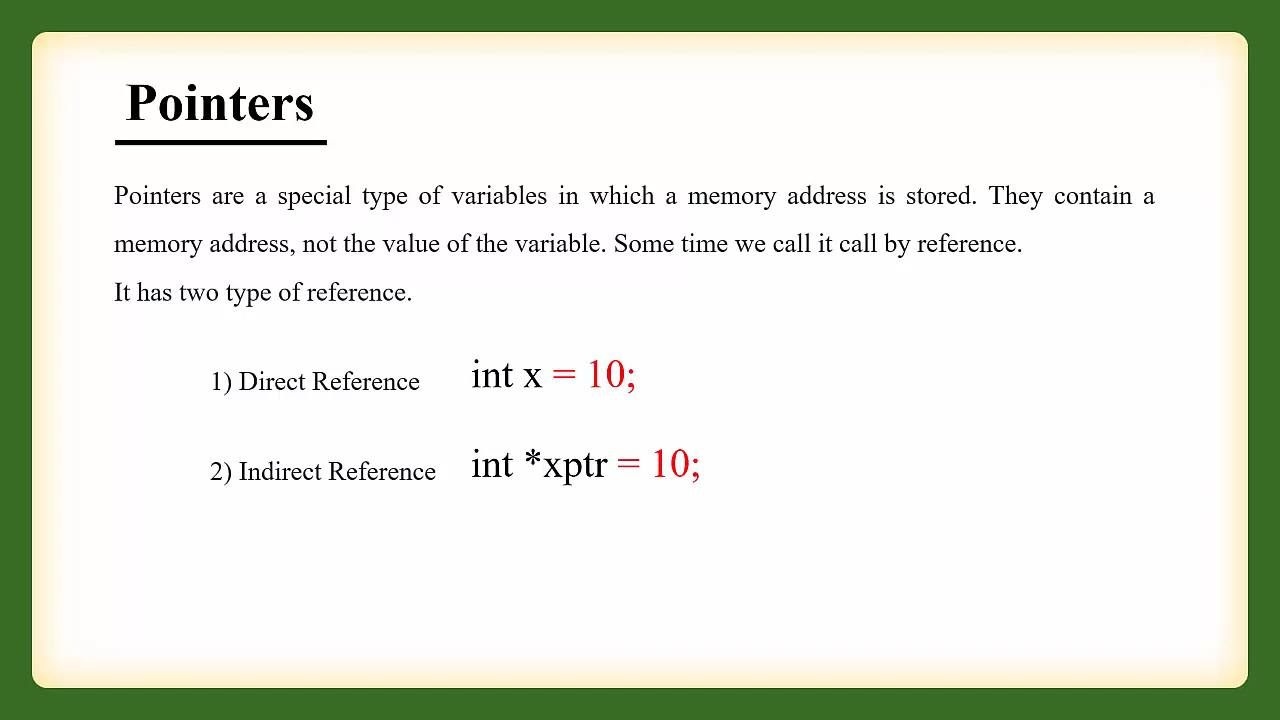 Pointers
Pointers are a special type of variables in which a memory address is stored. They contain a
memory address, not the value of the variable. Some time we call it call by reference.
It has two type of reference.
1) Direct Reference int x = 10;
2) Indirect Reference int *xptr = 10;